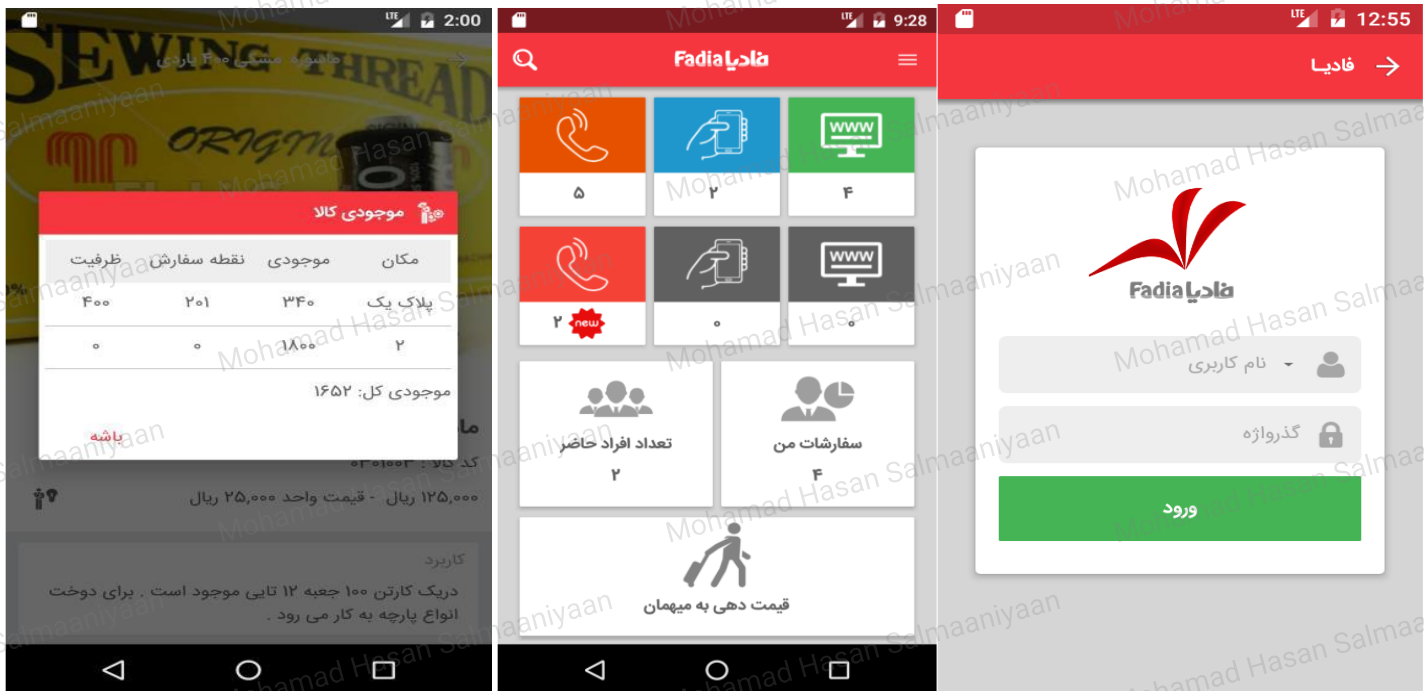 LTE 2:00
ماسوره مشکی ۴۰۰ یاردی
SEWING THREAD
ORIGIN
موجودی کالا
مکان موجودی نقطه سفارش ظرفیت
پلاک یک ۳۴۰ ۲۰۱ ۴۰۰
۲ ۱۸۰۰ ۰ ۰
موجودی کل: ۱۶۵۲
باشه
کد کالا : ۰۳۰۱۰۰۳
۱۲۵,۰۰۰ ریال - قیمت واحد ۲۵,۰۰۰ ریال
کاربرد
دریک کارتن ۱۰۰ جعبه ۱۲ تایی موجود است . برای دوخت
انواع پارچه به کار می رود .
LTE 9:28
Fadia فادیا
www
۵ ۲ ۴
www
۲ new ۰ ۰
تعداد افراد حاضر
۲
سفارشات من
۴
قیمت دهی به میهمان
LTE 12:55
فادیـا
Fadia فادیا
نام کاربری
گذرواژه
ورود
Mohamad Hasan Salmaaniyaan